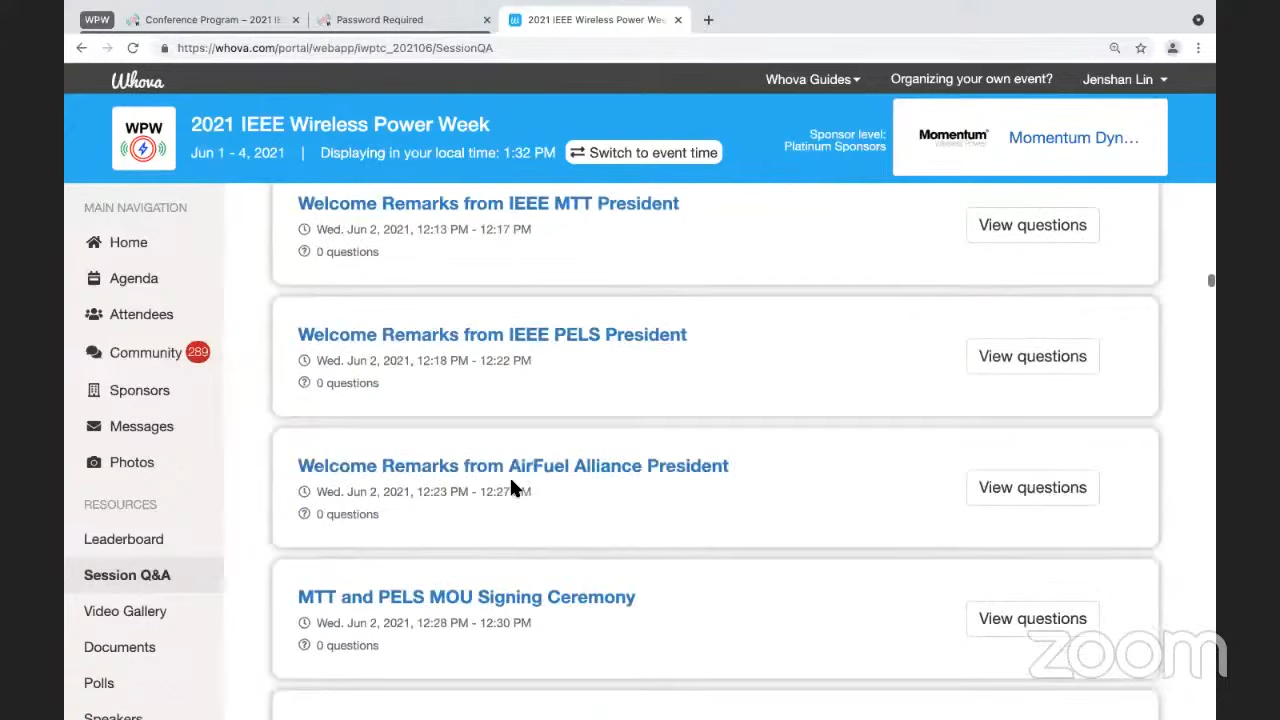 WPW
Conference Program – 2021 IE
Password Required
2021 IEEE Wireless Power Wee
https://whova.com/portal/webapp/iwptc_202106/SessionQA
Whova
Whova Guides
Organizing your own event?
Jenshan Lin
WPW
2021 IEEE Wireless Power Week
Jun 1 - 4, 2021 | Displaying in your local time: 1:32 PM
Switch to event time
Sponsor level:
Platinum Sponsors
Momentum
Wireless Power
Momentum Dyn...
MAIN NAVIGATION
Home
Agenda
Attendees
Community 289
Sponsors
Messages
Photos
RESOURCES
Leaderboard
Session Q&A
Video Gallery
Documents
Polls
Speakers
Welcome Remarks from IEEE MTT President
Wed. Jun 2, 2021, 12:13 PM - 12:17 PM
0 questions
View questions
Welcome Remarks from IEEE PELS President
Wed. Jun 2, 2021, 12:18 PM - 12:22 PM
0 questions
View questions
Welcome Remarks from AirFuel Alliance President
Wed. Jun 2, 2021, 12:23 PM - 12:27 PM
0 questions
View questions
MTT and PELS MOU Signing Ceremony
Wed. Jun 2, 2021, 12:28 PM - 12:30 PM
0 questions
View questions
zoom